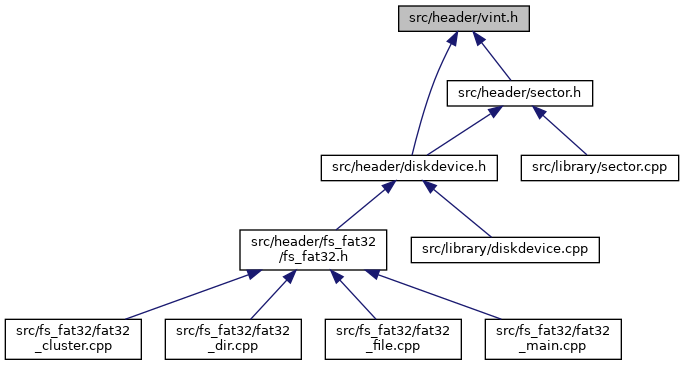 src/header/vint.h
src/header/sector.h
src/header/diskdevice.h
src/library/sector.cpp
src/header/fs_fat32
/fs_fat32.h
src/library/diskdevice.cpp
src/fs_fat32/fat32
_cluster.cpp
src/fs_fat32/fat32
_dir.cpp
src/fs_fat32/fat32
_file.cpp
src/fs_fat32/fat32
_main.cpp